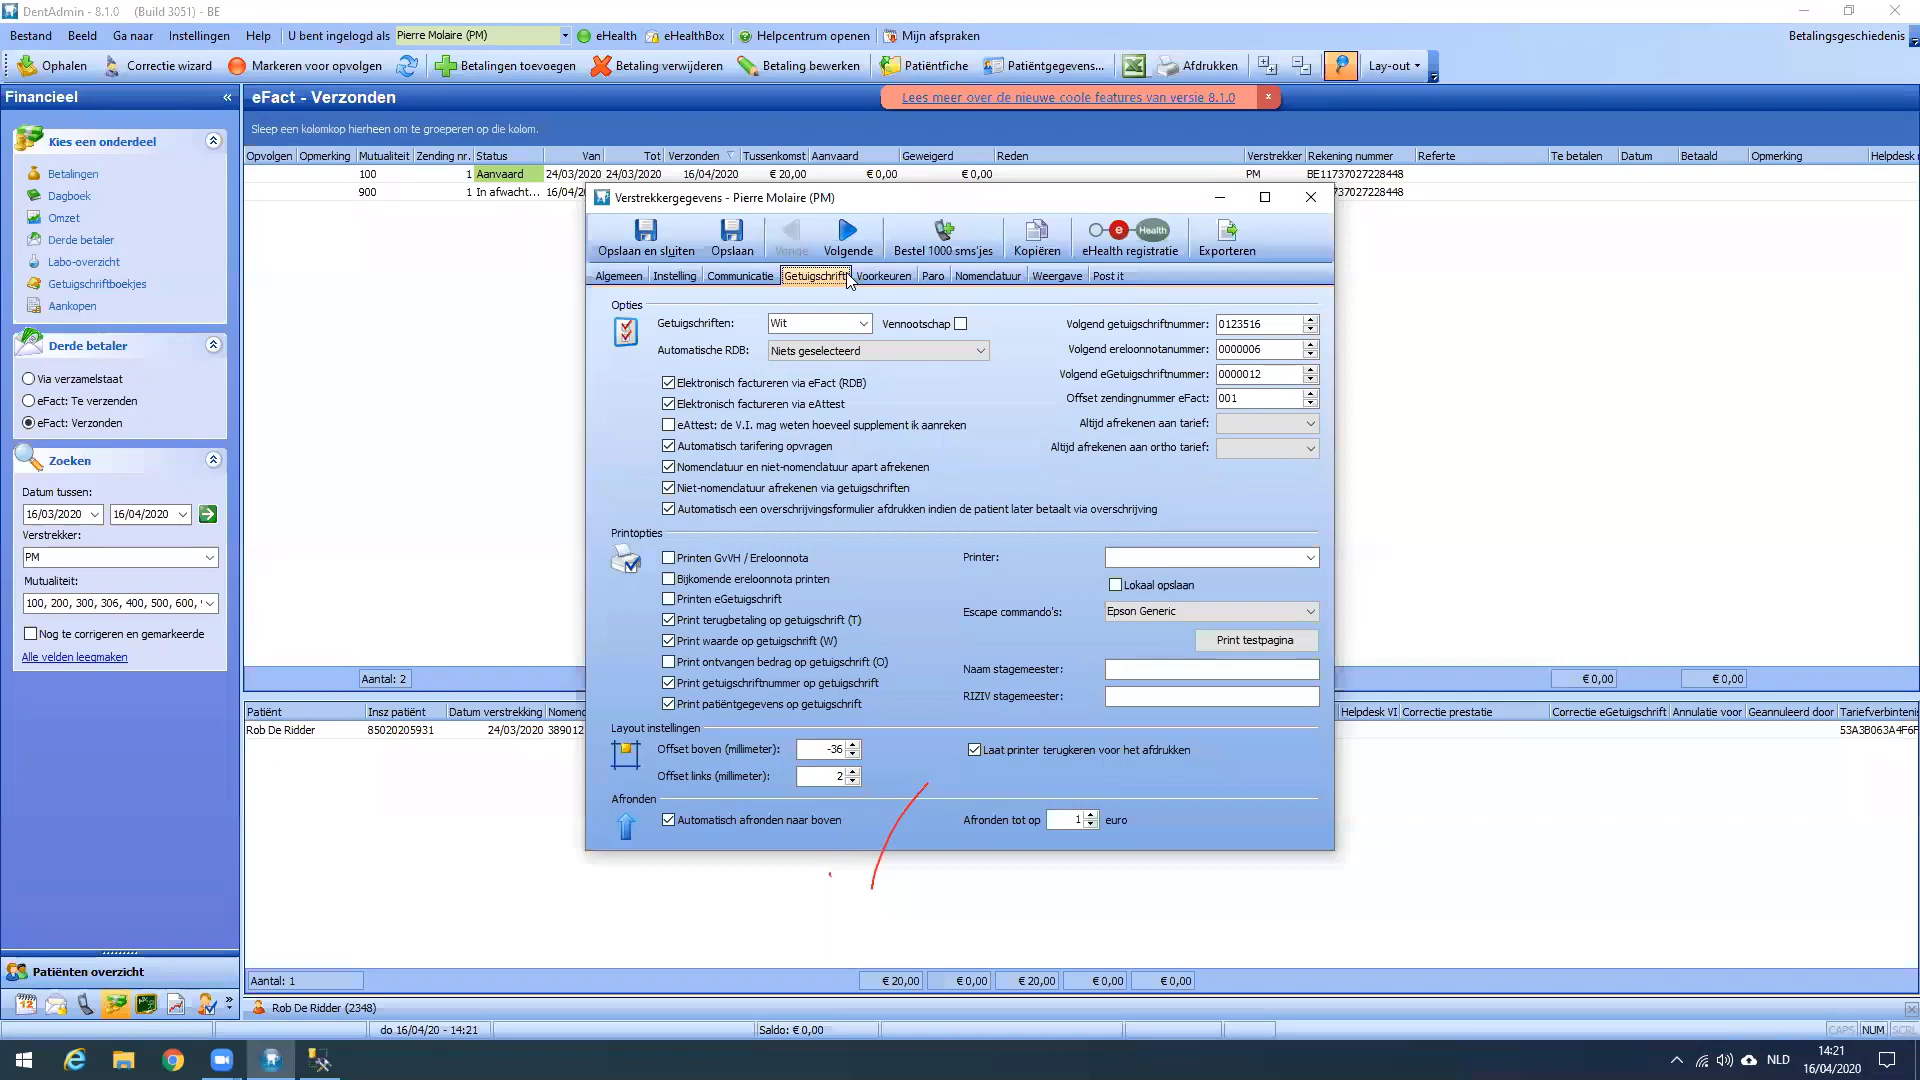 DentAdmin - 8.1.0 (Build 3051) - BE
Bestand Beeld Ga naar Instellingen Help U bent ingelogd als Pierre Molaire (PM) eHealth eHealthBox Helpcentrum openen Mijn afspraken Betalingsgeschiedenis
Ophalen Correctie wizard Markeren voor opvolgen Betalingen toevoegen Betaling verwijderen Betaling bewerken Patiëntfiche Patiëntgegevens... Afdrukken Lay-out
Financieel «
eFact - Verzonden
Lees meer over de nieuwe coole features van versie 8.1.0 x
Sleep een kolomkop hierheen om te groeperen op die kolom.
Opvolgen Opmerking Mutualiteit Zending nr. Status Van Tot Verzonden Tussenkomst Aanvaard Geweigerd Reden Verstrekker Rekening nummer Referte Te betalen Datum Betaald Opmerking Helpdesk
100 1 Aanvaard 24/03/2020 24/03/2020 16/04/2020 € 20,00 € 0,00 € 0,00 PM BE11737027228448
900 1 In afwacht... 16/04/
37027228448
Kies een onderdeel
Betalingen
Dagboek
Omzet
Derde betaler
Labo-overzicht
Getuigschriftboekjes
Aankopen
Derde betaler
Via verzamelstaat
eFact: Te verzenden
eFact: Verzonden
Zoeken
Datum tussen:
16/03/2020 16/04/2020
Verstrekker:
PM
Mutualiteit:
100, 200, 300, 306, 400, 500, 600, '
Nog te corrigeren en gemarkeerde
Alle velden leegmaken
Verstrekkergegevens - Pierre Molaire (PM)
Opslaan en sluiten Opslaan Vorige Volgende Bestel 1000 sms'jes Kopiëren e Health eHealth registratie Exporteren
Algemeen Instelling Communicatie Getuigschrift Voorkeuren Paro Nomenclatuur Weergave Post it
Opties
Getuigschriften: Wit Vennootschap
Automatische RDB: Niets geselecteerd
Volgend getuigschriftnummer: 0123516
Volgend ereloonnotanummer: 0000006
Volgend eGetuigschriftnummer: 0000012
Offset zendingnummer eFact: 001
Altijd afrekenen aan tarief:
Altijd afrekenen aan ortho tarief:
Elektronisch factureren via eFact (RDB)
Elektronisch factureren via eAttest
eAttest: de V.I. mag weten hoeveel supplement ik aanreken
Automatisch tarifering opvragen
Nomenclatuur en niet-nomenclatuur apart afrekenen
Niet-nomenclatuur afrekenen via getuigschriften
Automatisch een overschrijvingsformulier afdrukken indien de patient later betaalt via overschrijving
Printopties
Printen GvVH / Ereloonnota
Bijkomende ereloonnota printen
Printen eGetuigschrift
Print terugbetaling op getuigschrift (T)
Print waarde op getuigschrift (W)
Print ontvangen bedrag op getuigschrift (O)
Print getuigschriftnummer op getuigschrift
Print patiëntgegevens op getuigschrift
Printer:
Lokaal opslaan
Escape commando's: Epson Generic
Print testpagina
Naam stagemeester:
RIZIV stagemeester:
Layout instellingen
Offset boven (millimeter): -36
Offset links (millimeter): 2
Laat printer terugkeren voor het afdrukken
Afronden
Automatisch afronden naar boven Afronden tot op 1 euro
Aantal: 2 € 0,00 € 0,00
Patiënt Insz patiënt Datum verstrekking Nomenc Helpdesk VI Correctie prestatie Correctie eGetuigschrift Annulatie voor Geannuleerd door Tariefverbinteni
Rob De Ridder 85020205931 24/03/2020 389012 53A3B063A4F6F
Patiënten overzicht
Aantal: 1 € 20,00 € 0,00 € 20,00 € 0,00 € 0,00
12 »
Rob De Ridder (2348)
do 16/04/20 - 14:21 Saldo: € 0,00 CAPS NUM SCRL
NLD 14:21
16/04/2020